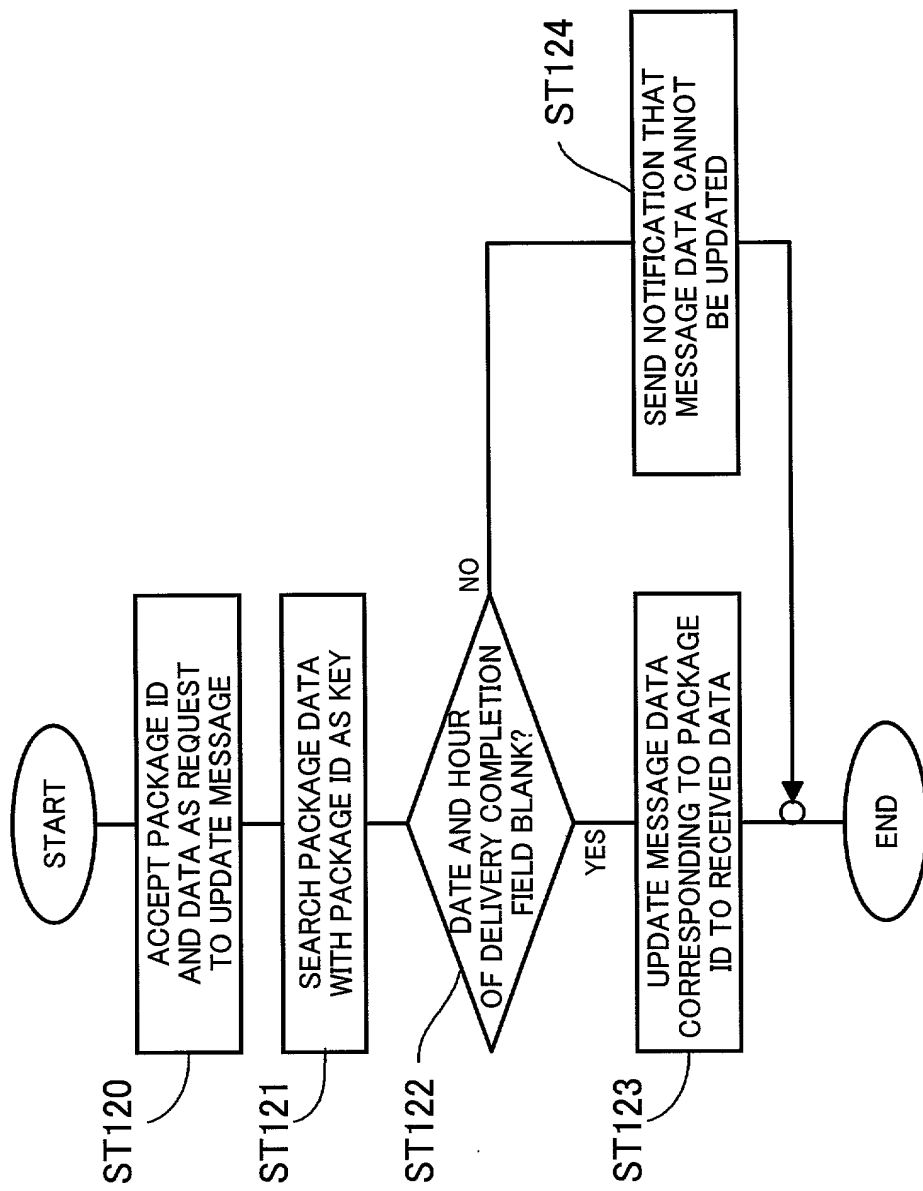 START
ST120
ACCEPT PACKAGE ID
AND DATA AS REQUEST
TO UPDATE MESSAGE
ST121
SEARCH PACKAGE DATA
WITH PACKAGE ID AS KEY
ST122
DATE AND HOUR
OF DELIVERY COMPLETION
FIELD BLANK?
NO
YES
ST123
UPDATE MESSAGE DATA
CORRESPONDING TO PACKAGE
ID TO RECEIVED DATA
ST124
SEND NOTIFICATION THAT
MESSAGE DATA CANNOT
BE UPDATED
END